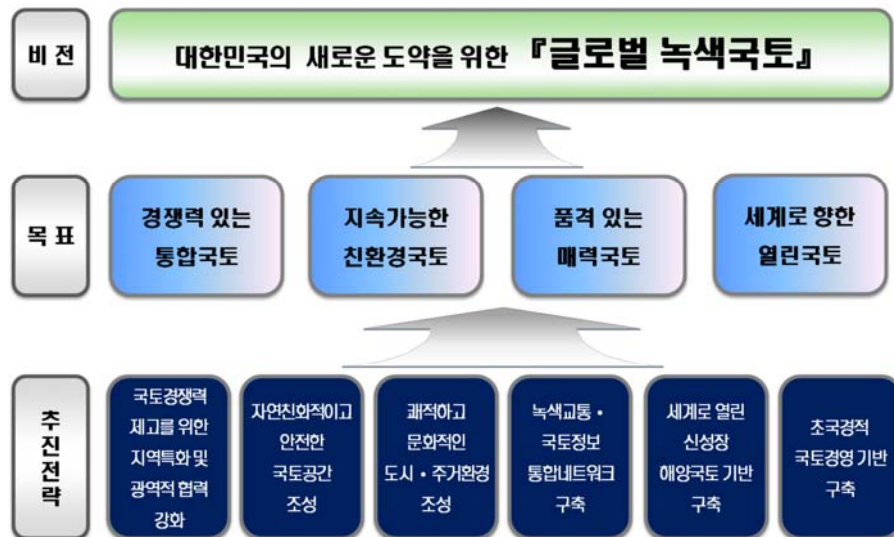 비 전
대한민국의 새로운 도약을 위한 『글로벌 녹색국토』
목 표
경쟁력 있는
통합국토
지속가능한
친환경국토
품격 있는
매력국토
세계로 향한
열린국토
추진전략
국토경쟁력
제고를 위한
지역특화 및
광역적 협력
강화
자연친화적이고
안전한
국토공간
조성
쾌적하고
문화적인
도시·주거환경
조성
녹색교통·
국토정보
통합네트워크
구축
세계로 열린
신성장
해양국토 기반
구축
초국경적
국토경영 기반
구축